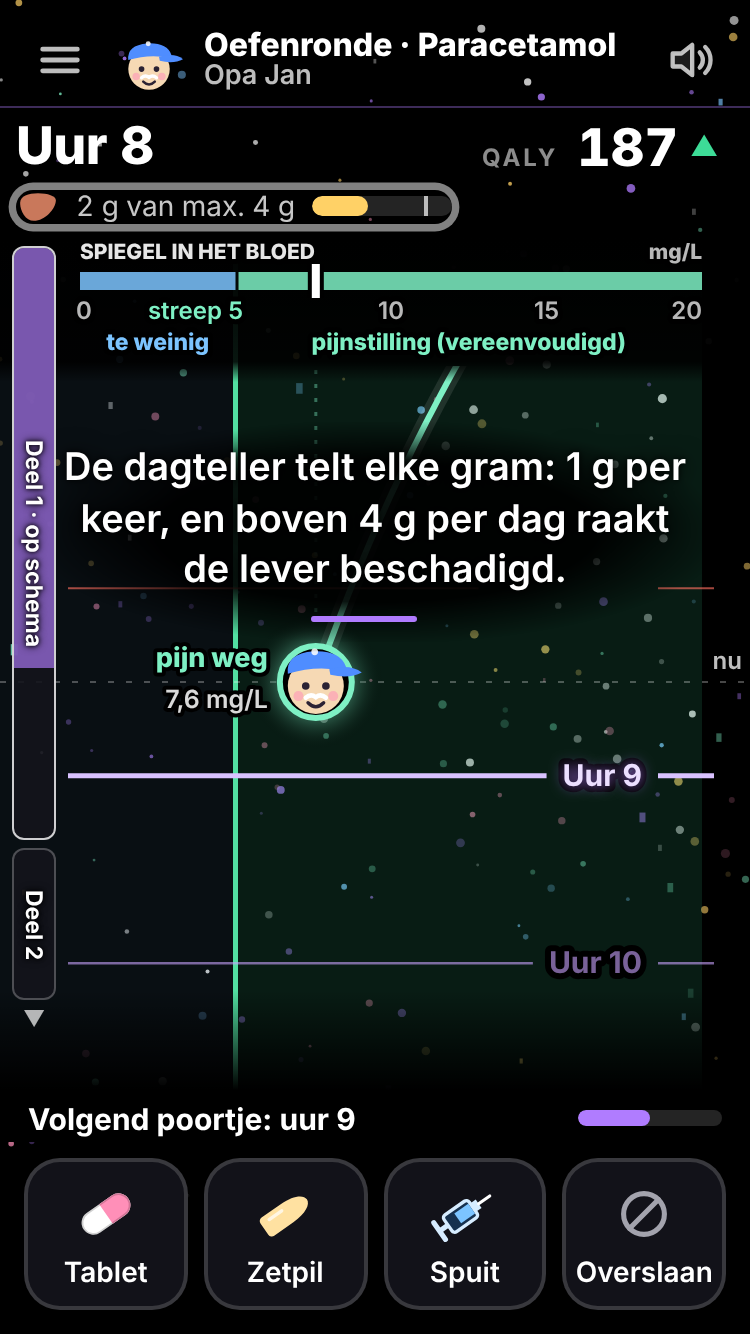 Oefenronde · Paracetamol
Opa Jan
Uur 8
QALY 187
2 g van max. 4 g
SPIEGEL IN HET BLOED mg/L
0 streep 5 10 15 20
te weinig pijnstilling (vereenvoudigd)
Deel 1 · op schema
De dagteller telt elke gram: 1 g per
keer, en boven 4 g per dag raakt
de lever beschadigd.
pijn weg
nu
7,6 mg/L
Uur 9
Deel 2
Uur 10
Volgend poortje: uur 9
Tablet Zetpil Spuit Overslaan